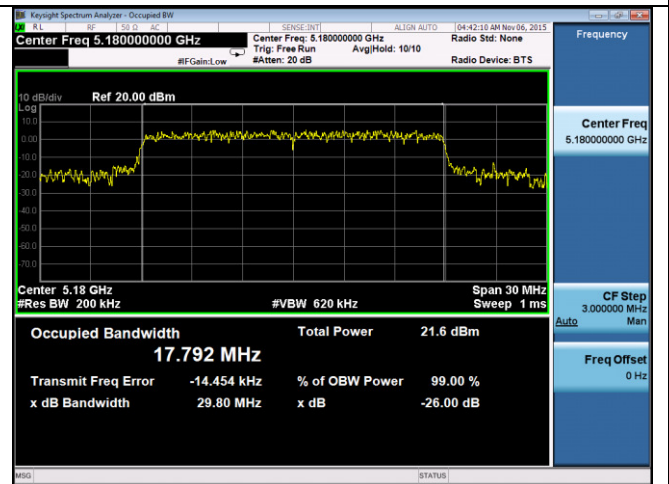 Keysight Spectrum Analyzer - Occupied BW
RL RF 50 Ω AC SENSE:INT ALIGN AUTO 04:42:10 AM Nov 06, 2015
Center Freq 5.180000000 GHz
Center Freq: 5.180000000 GHz Radio Std: None
Trig: Free Run Avg|Hold: 10/10
#IFGain:Low #Atten: 20 dB Radio Device: BTS
Frequency
10 dB/div Ref 20.00 dBm
Log
10.0
0.00
-10.0
-20.0
-30.0
-40.0
-50.0
-60.0
-70.0
Center 5.18 GHz Span 30 MHz
#Res BW 200 kHz #VBW 620 kHz Sweep 1 ms
Center Freq
5.180000000 GHz
CF Step
3.000000 MHz
Auto Man
Freq Offset
0 Hz
Occupied Bandwidth Total Power 21.6 dBm
17.792 MHz
Transmit Freq Error -14.454 kHz % of OBW Power 99.00 %
x dB Bandwidth 29.80 MHz x dB -26.00 dB
MSG STATUS